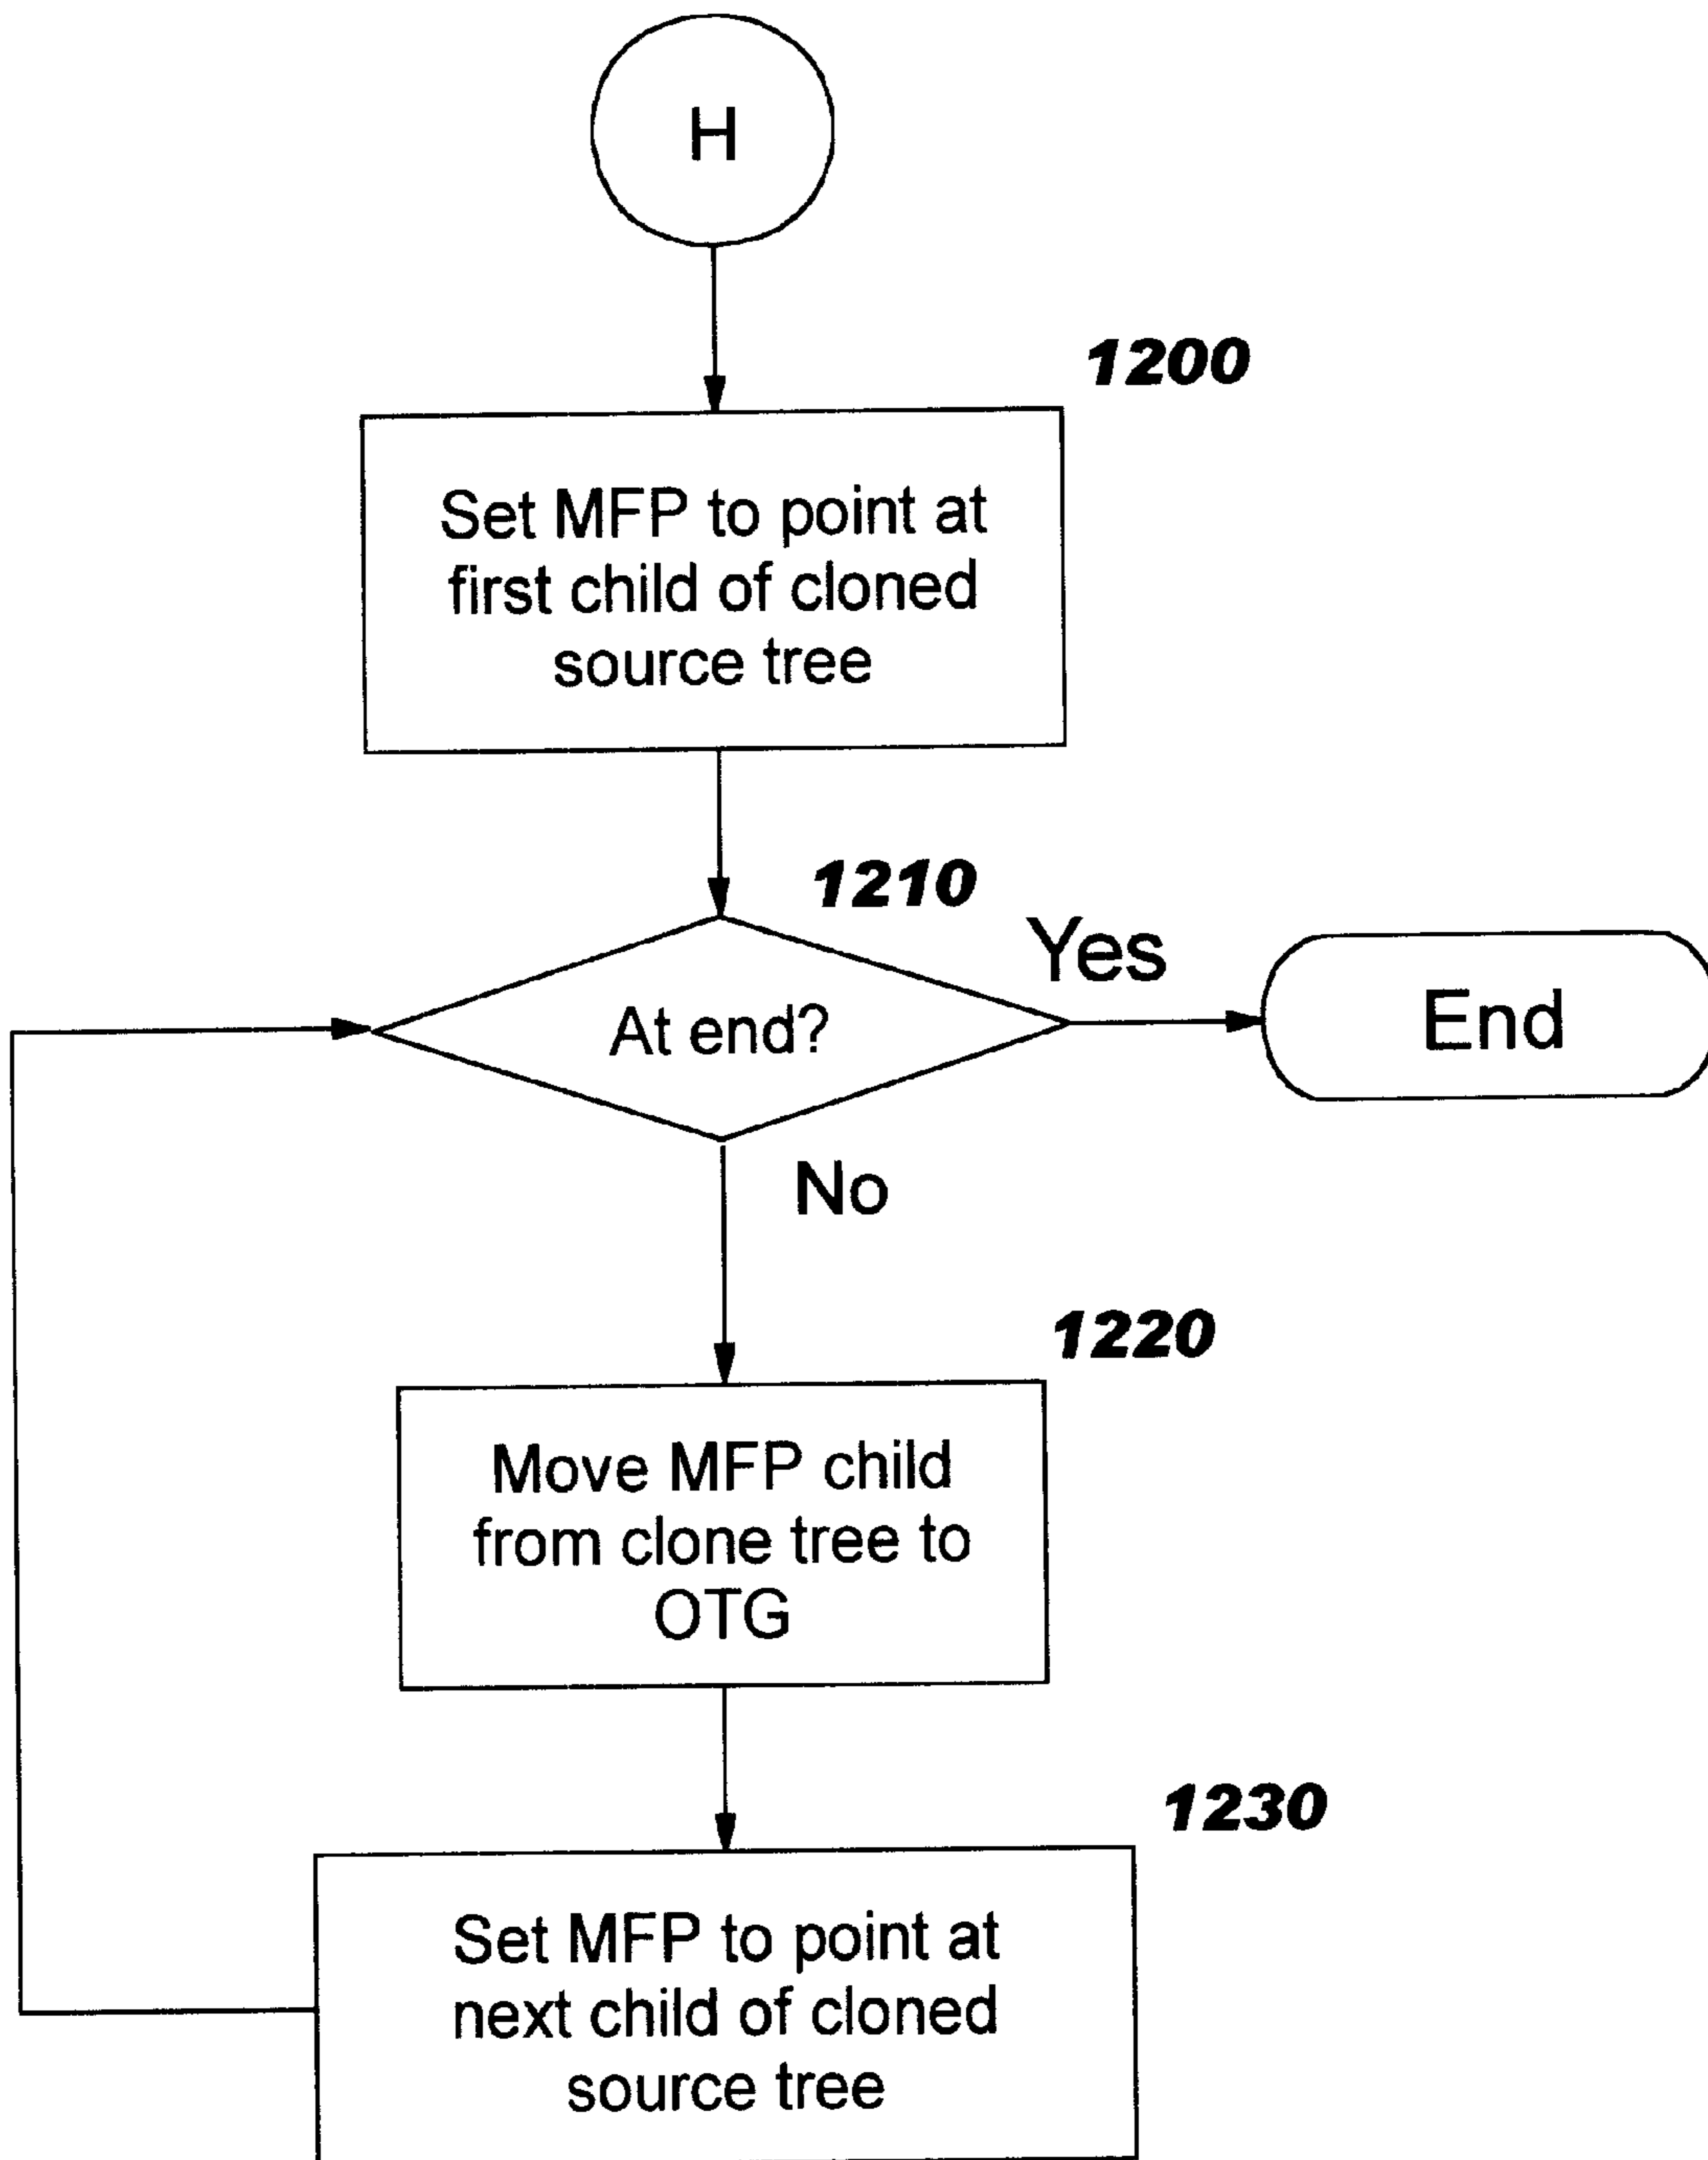 H
1200
Set MFP to point at
first child of cloned
source tree
1210
Yes
At end?
End
No
1220
Move MFP child
from clone tree to
OTG
1230
Set MFP to point at
next child of cloned
source tree